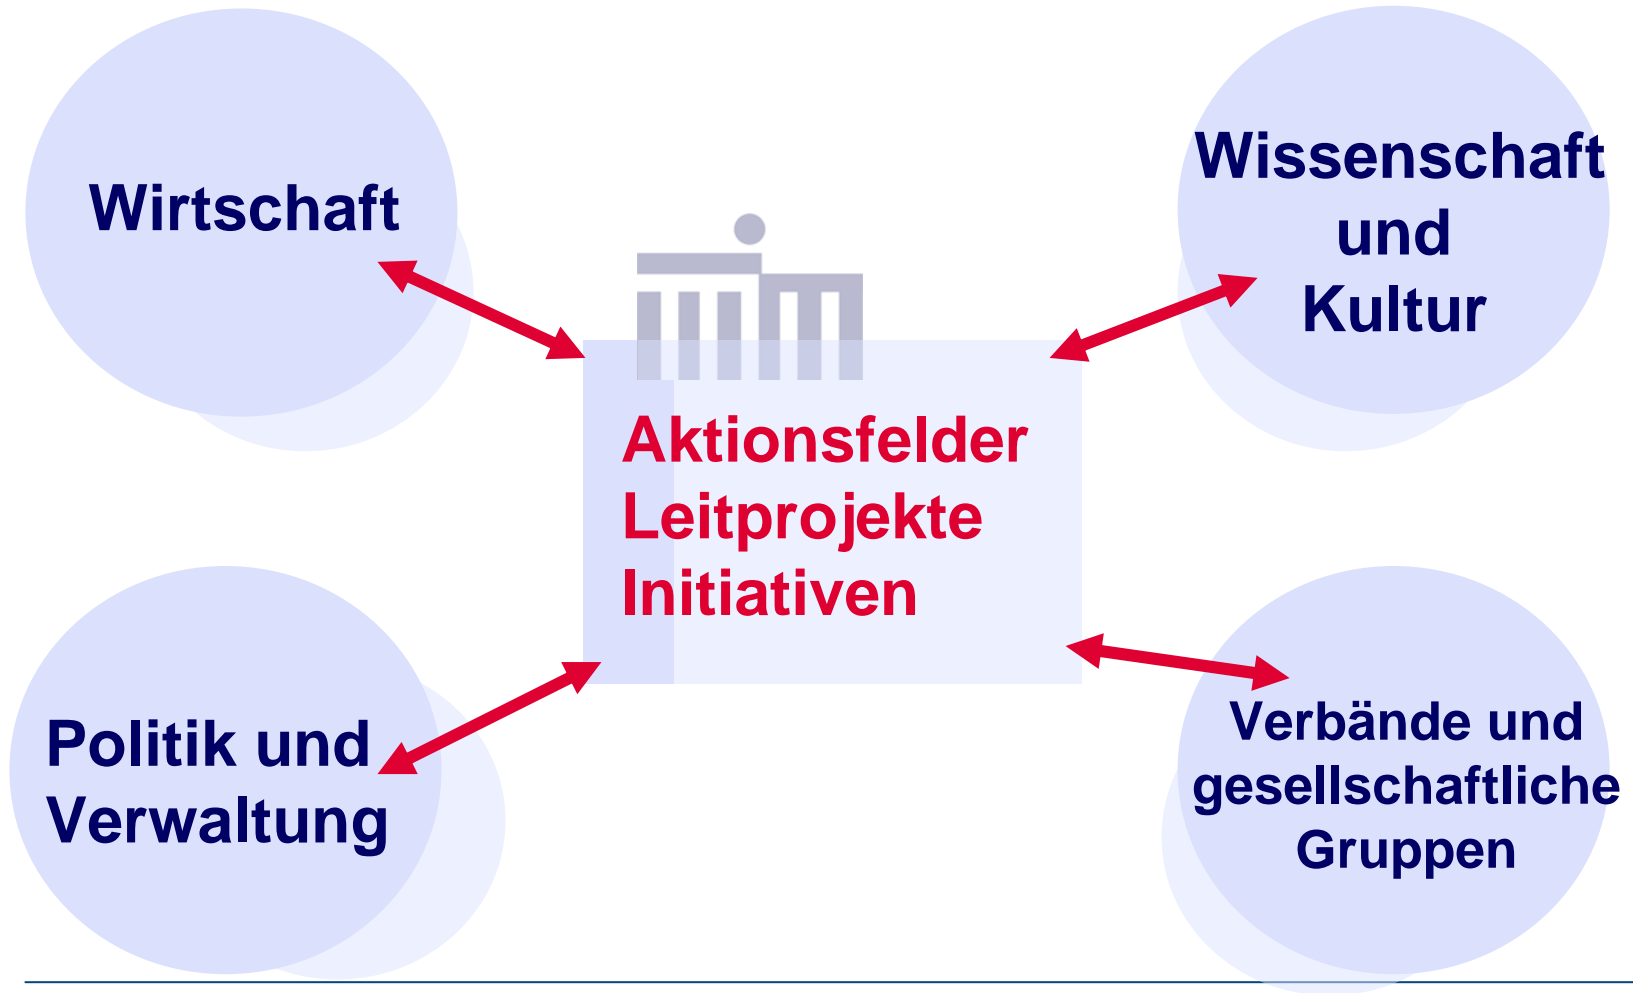 Wirtschaft
Wissenschaft
und
Kultur
Aktionsfelder
Leitprojekte
Initiativen
Politik und
Verwaltung
Verbände und
gesellschaftliche
Gruppen